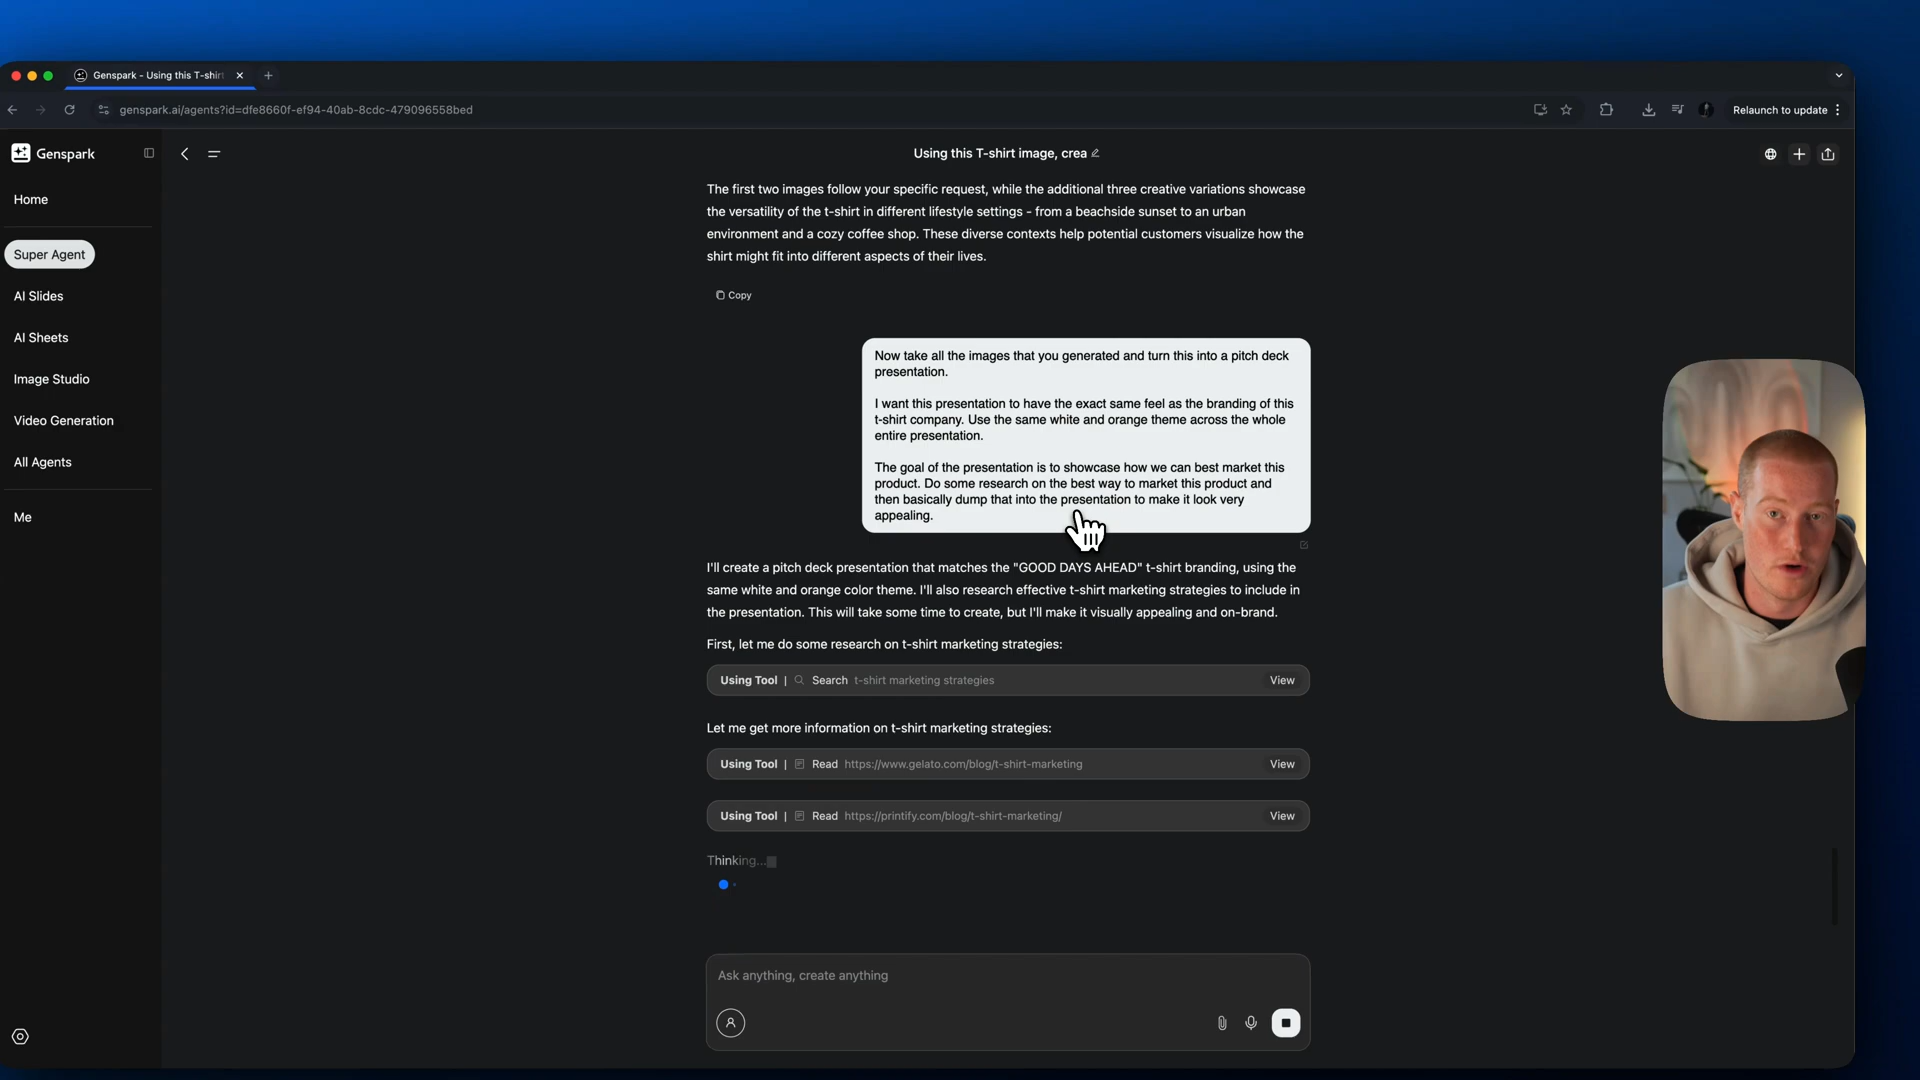 Genspark - Using this T-shirt
genspark.ai/agents?id=dfe8660f-ef94-40ab-8cdc-479096558bed
Relaunch to update
Genspark
Home
Super Agent
AI Slides
AI Sheets
Image Studio
Video Generation
All Agents
Me
Using this T-shirt image, crea
The first two images follow your specific request, while the additional three creative variations showcase
the versatility of the t-shirt in different lifestyle settings - from a beachside sunset to an urban
environment and a cozy coffee shop. These diverse contexts help potential customers visualize how the
shirt might fit into different aspects of their lives.
Copy
Now take all the images that you generated and turn this into a pitch deck
presentation.
I want this presentation to have the exact same feel as the branding of this
t-shirt company. Use the same white and orange theme across the whole
entire presentation.
The goal of the presentation is to showcase how we can best market this
product. Do some research on the best way to market this product and
then basically dump that into the presentation to make it look very
appealing.
I'll create a pitch deck presentation that matches the "GOOD DAYS AHEAD" t-shirt branding, using the
same white and orange color theme. I'll also research effective t-shirt marketing strategies to include in
the presentation. This will take some time to create, but I'll make it visually appealing and on-brand.
First, let me do some research on t-shirt marketing strategies:
Using Tool | Search t-shirt marketing strategies View
Let me get more information on t-shirt marketing strategies:
Using Tool | Read https://www.gelato.com/blog/t-shirt-marketing View
Using Tool | Read https://printify.com/blog/t-shirt-marketing/ View
Thinking...
Ask anything, create anything